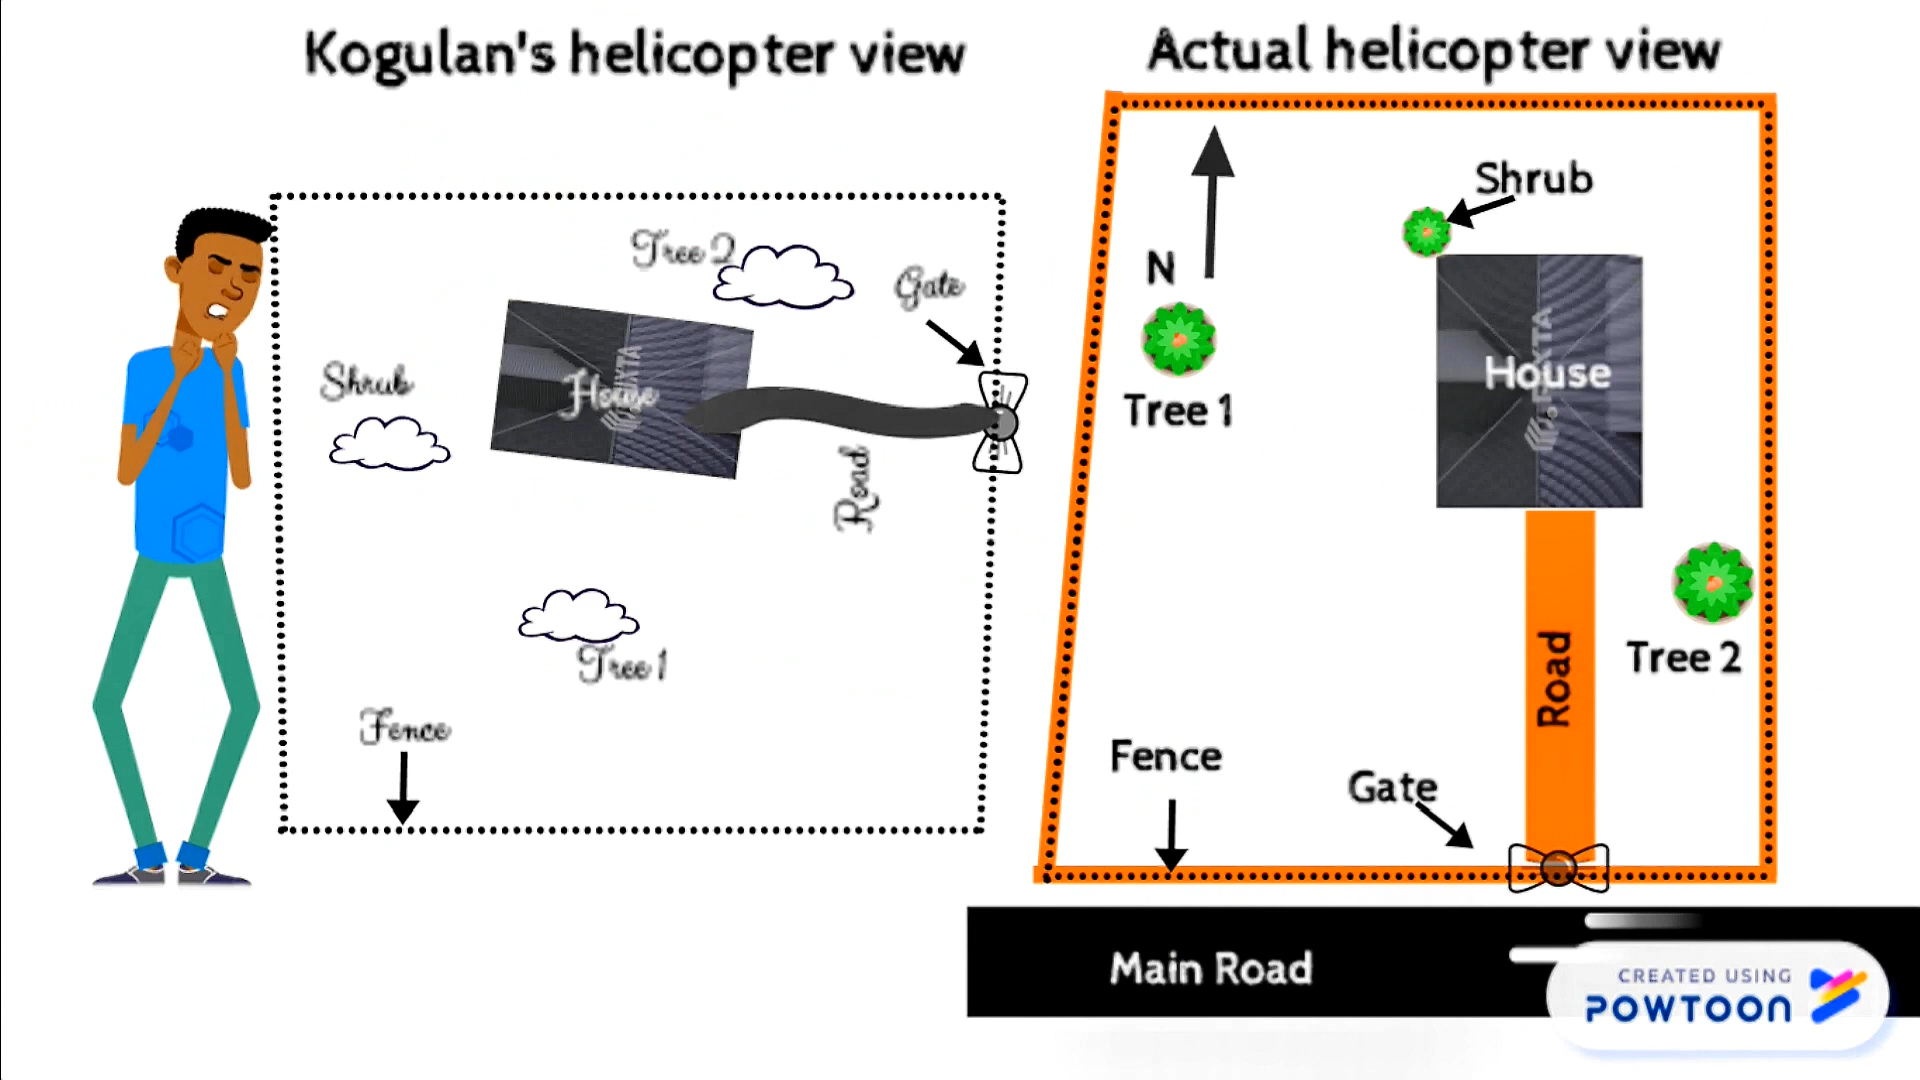 Kogulan's helicopter view
Tree 2
Gate
Shrub
House
Road
Tree 1
Fence
Actual helicopter view
Shrub
N
House
Tree 1
Road
Tree 2
Fence
Gate
Main Road
CREATED USING
POWTOON